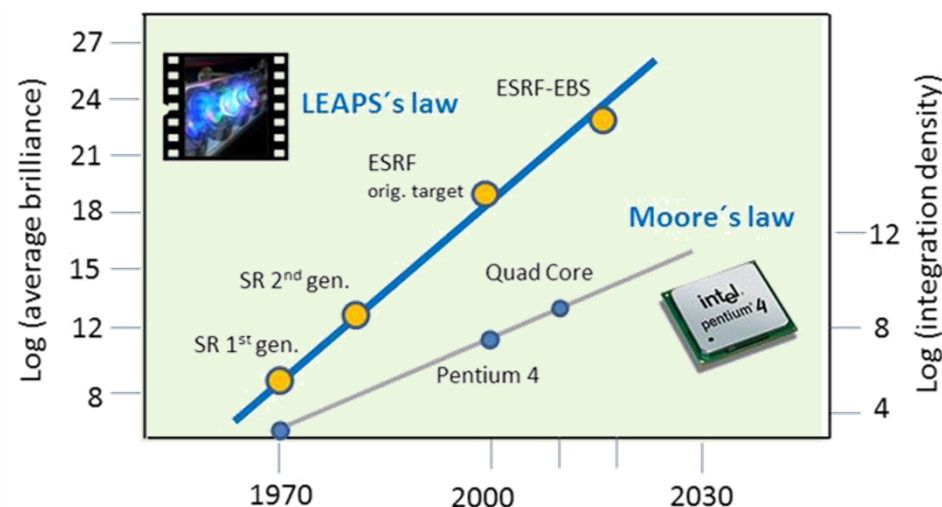 27
24
21
18
15
12
8
Log (average brilliance)
LEAPS´s law
ESRF-EBS
ESRF
orig. target
SR 2nd gen.
SR 1st gen.
Moore´s law
Quad Core
Pentium 4
intel
pentium 4
12
8
4
Log (integration density)
1970
2000
2030